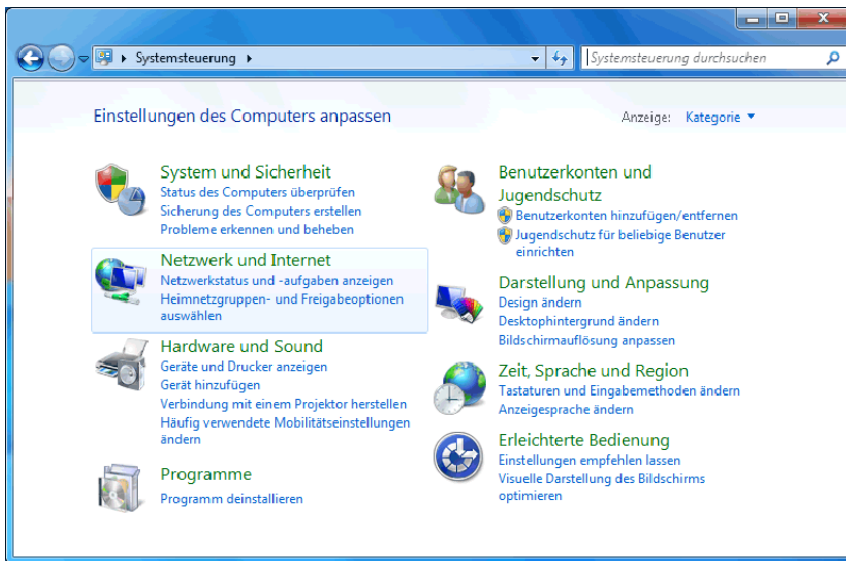 Systemsteuerung
Systemsteuerung durchsuchen
Einstellungen des Computers anpassen
Anzeige: Kategorie
System und Sicherheit
Status des Computers überprüfen
Sicherung des Computers erstellen
Probleme erkennen und beheben
Netzwerk und Internet
Netzwerkstatus und -aufgaben anzeigen
Heimnetzgruppen- und Freigabeoptionen
auswählen
Hardware und Sound
Geräte und Drucker anzeigen
Gerät hinzufügen
Verbindung mit einem Projektor herstellen
Häufig verwendete Mobilitätseinstellungen
ändern
Programme
Programm deinstallieren
Benutzerkonten und
Jugendschutz
Benutzerkonten hinzufügen/entfernen
Jugendschutz für beliebige Benutzer
einrichten
Darstellung und Anpassung
Design ändern
Desktophintergrund ändern
Bildschirmauflösung anpassen
Zeit, Sprache und Region
Tastaturen und Eingabemethoden ändern
Anzeigesprache ändern
Erleichterte Bedienung
Einstellungen empfehlen lassen
Visuelle Darstellung des Bildschirms
optimieren